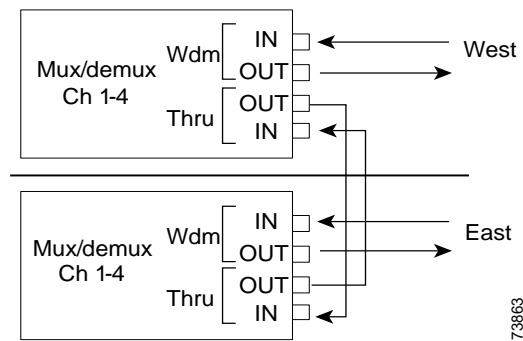 Mux/demux
Ch 1-4
Wdm
IN
OUT
Thru
OUT
IN
West
Mux/demux
Ch 1-4
Wdm
IN
OUT
Thru
OUT
IN
East
73863